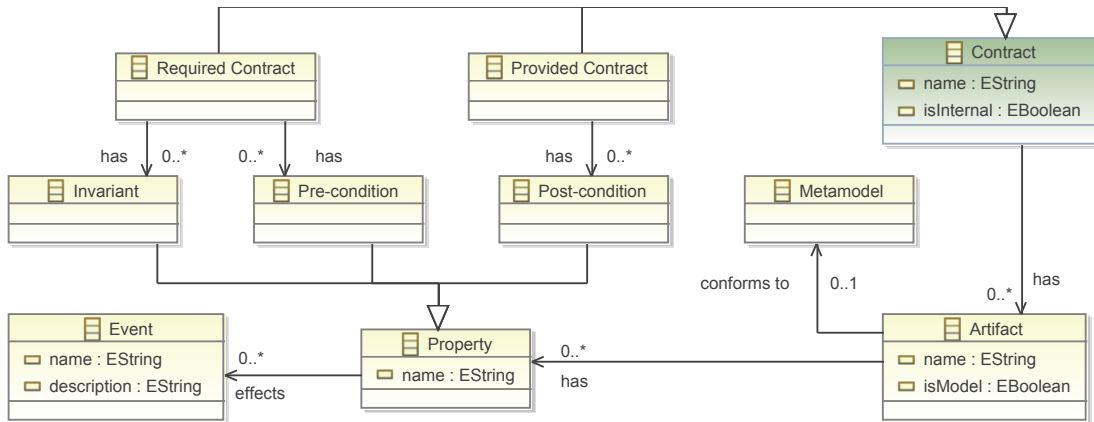 Required Contract
Provided Contract
Contract
name : EString
isInternal : EBoolean
has
0..*
0..*
has
has
0..*
Invariant
Pre-condition
Post-condition
Metamodel
conforms to
0..1
has
0..*
Event
name : EString
description : EString
0..*
effects
Property
name : EString
0..*
has
Artifact
name : EString
isModel : EBoolean